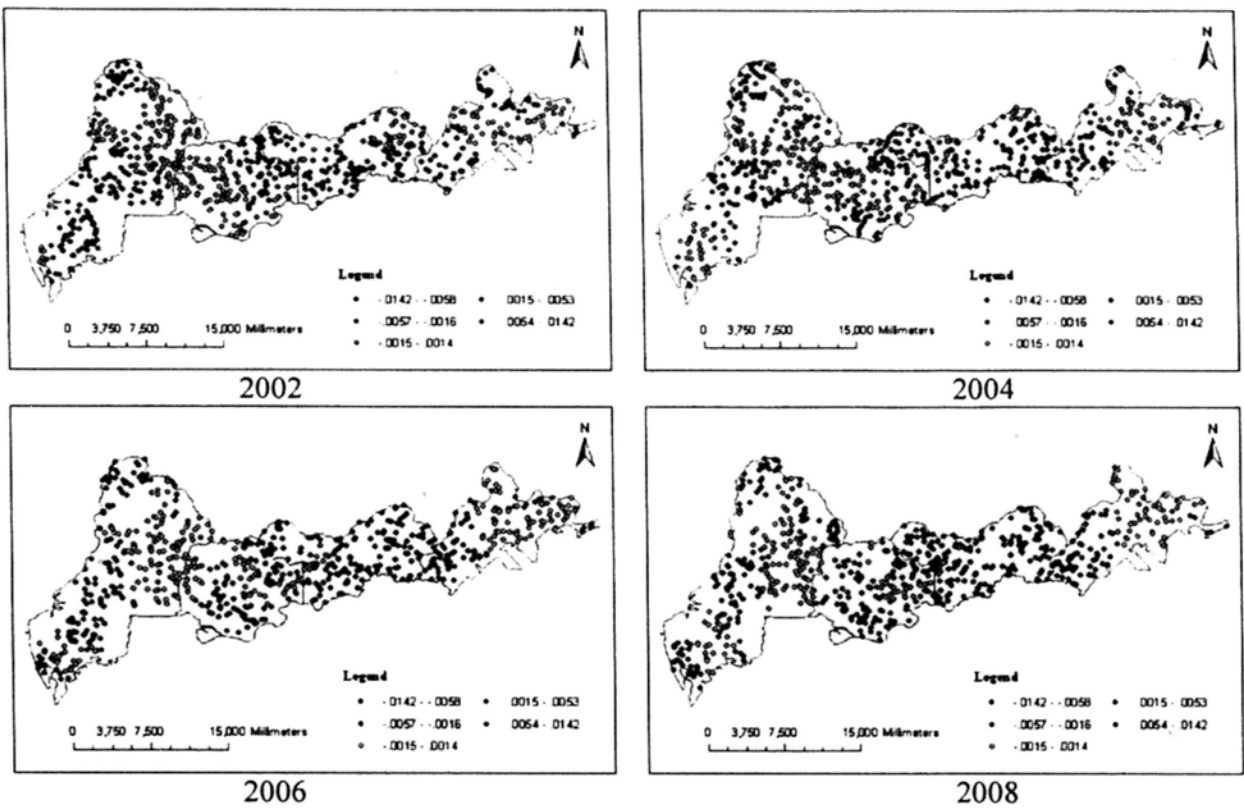 N
Legend
-.0142 - -.0058 .0015 - .0053
-.0057 - -.0016 .0054 - .0142
-.0015 - .0014
0 3,750 7,500 15,000 Millimeters
2002
N
Legend
-.0142 - -.0058 .0015 - .0053
.0057 - -.0016 .0054 - .0142
-.0015 - .0014
0 3,750 7,500 15,000 Millimeters
2004
N
Legend
-.0142 - -.0058 .0015 - .0053
-.0057 - -.0016 .0054 - .0142
-.0015 - .0014
0 3,750 7,500 15,000 Millimeters
2006
N
Legend
-.0142 - -.0058 .0015 - .0053
-.0057 - -.0016 .0054 - .0142
-.0015 - .0014
0 3,750 7,500 15,000 Millimeters
2008